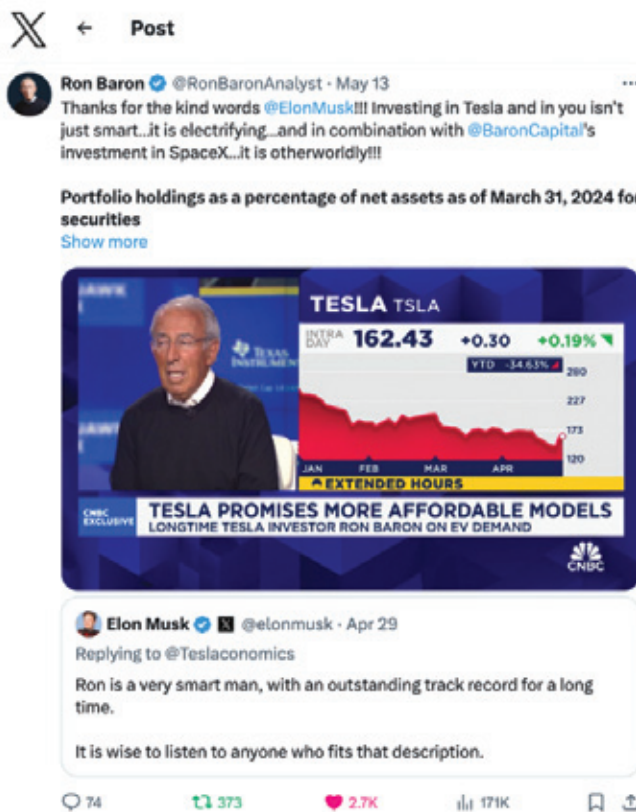 Post
Ron Baron @RonBaronAnalyst · May 13
Thanks for the kind words @ElonMusk!!! Investing in Tesla and in you isn't
just smart...it is electrifying...and in combination with @BaronCapital's
investment in SpaceX...it is otherworldly!!!
Portfolio holdings as a percentage of net assets as of March 31, 2024 for
securities
Show more
TESLA TSLA
INTRA DAY 162.43 +0.30 +0.19%
YTD -34.63%
280
227
173
120
TEXAS
INSTRUMEN
JAN FEB MAR APR
EXTENDED HOURS
CNBC EXCLUSIVE
TESLA PROMISES MORE AFFORDABLE MODELS
LONGTIME TESLA INVESTOR RON BARON ON EV DEMAND
CNBC
Elon Musk @elonmusk · Apr 29
Replying to @Teslaconomics
Ron is a very smart man, with an outstanding track record for a long
time.
It is wise to listen to anyone who fits that description.
74 373 2.7K 171K